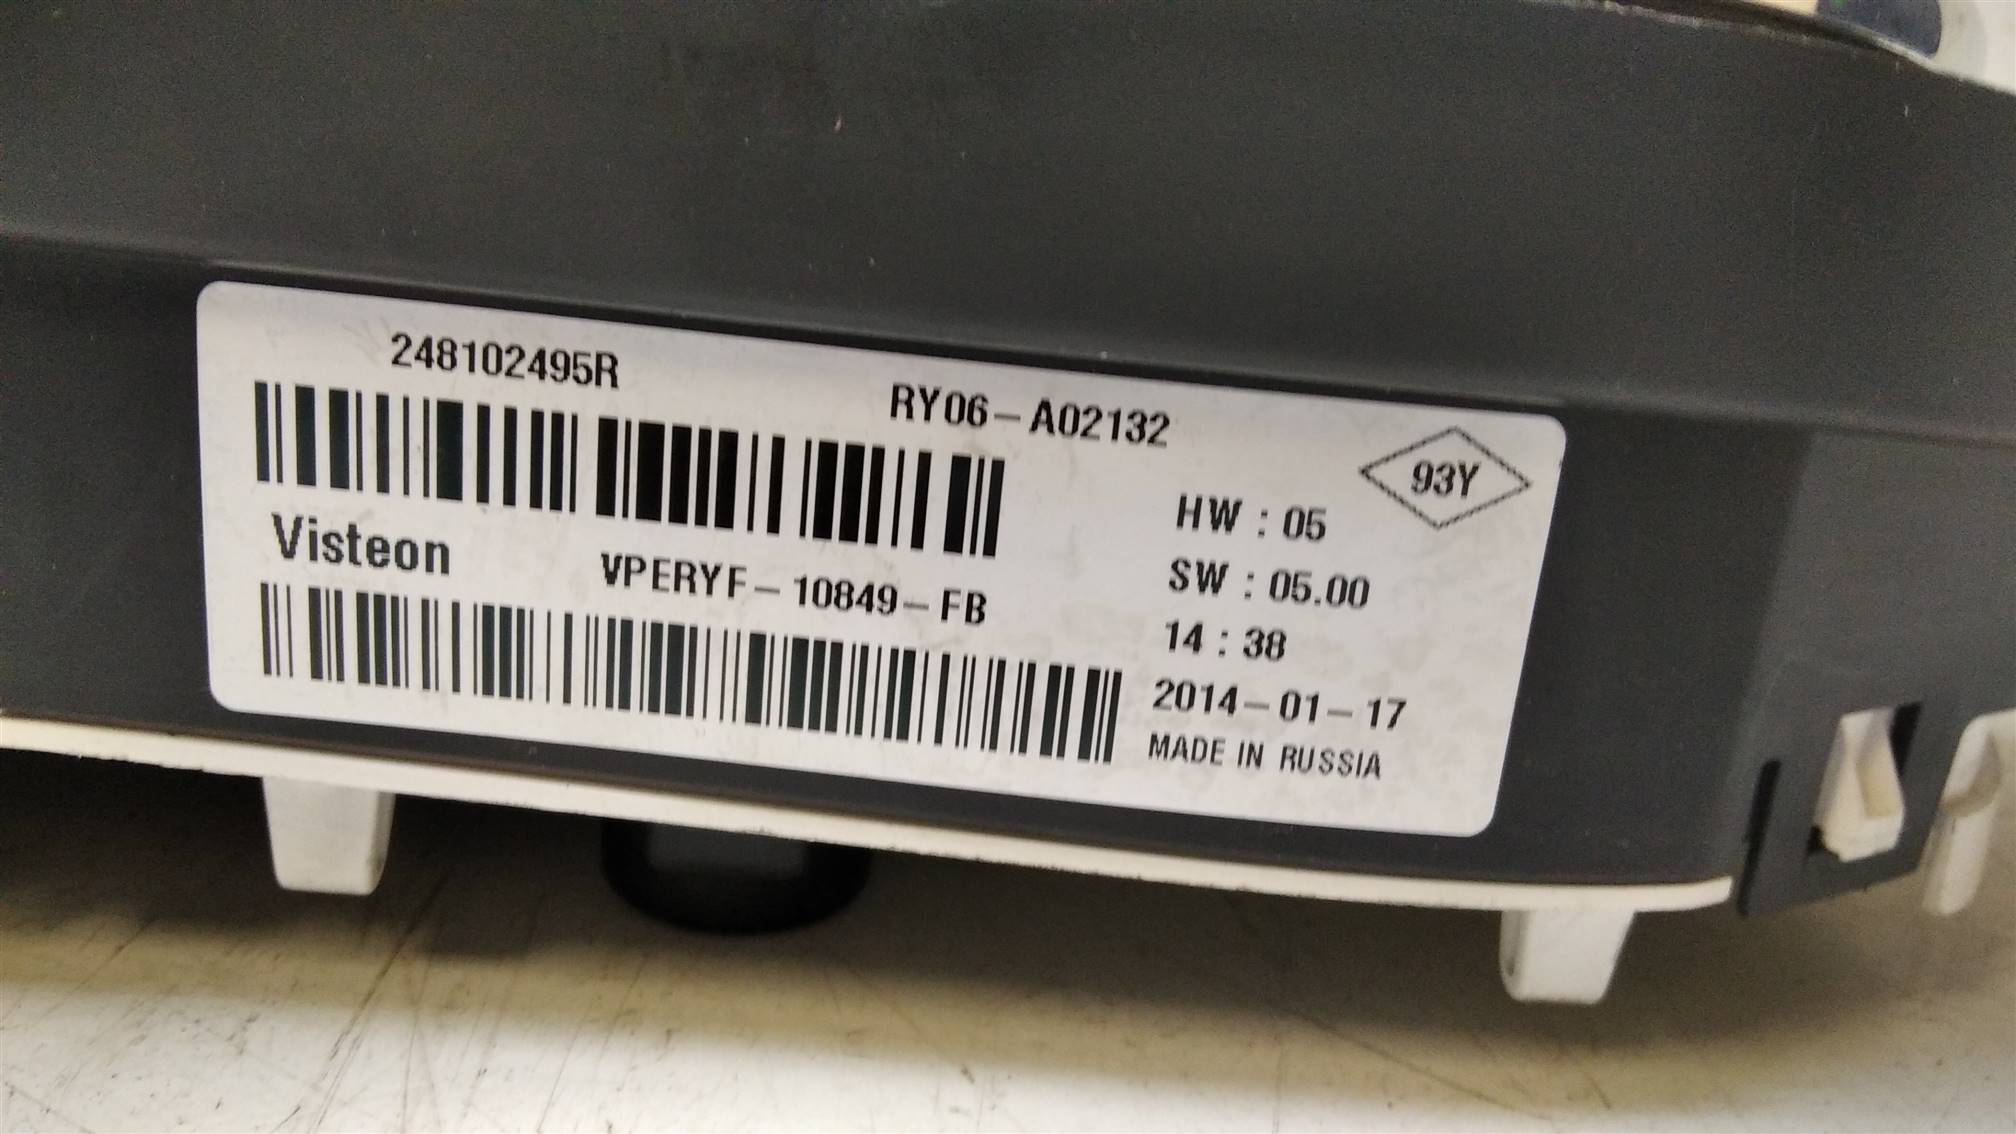 248102495R
RY06-A02132
93Y
Visteon
VPERYF-10849-FB
HW : 05
SW : 05.00
14 : 38
2014-01-17
MADE IN RUSSIA